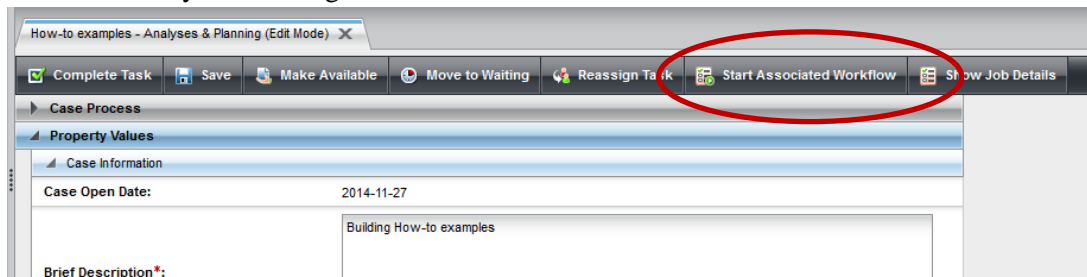 How-to examples - Analyses & Planning (Edit Mode) X
Complete Task Save Make Available Move to Waiting Reassign Task Start Associated Workflow Show Job Details
Case Process
Property Values
Case Information
Case Open Date: 2014-11-27
Building How-to examples
Brief Description*: